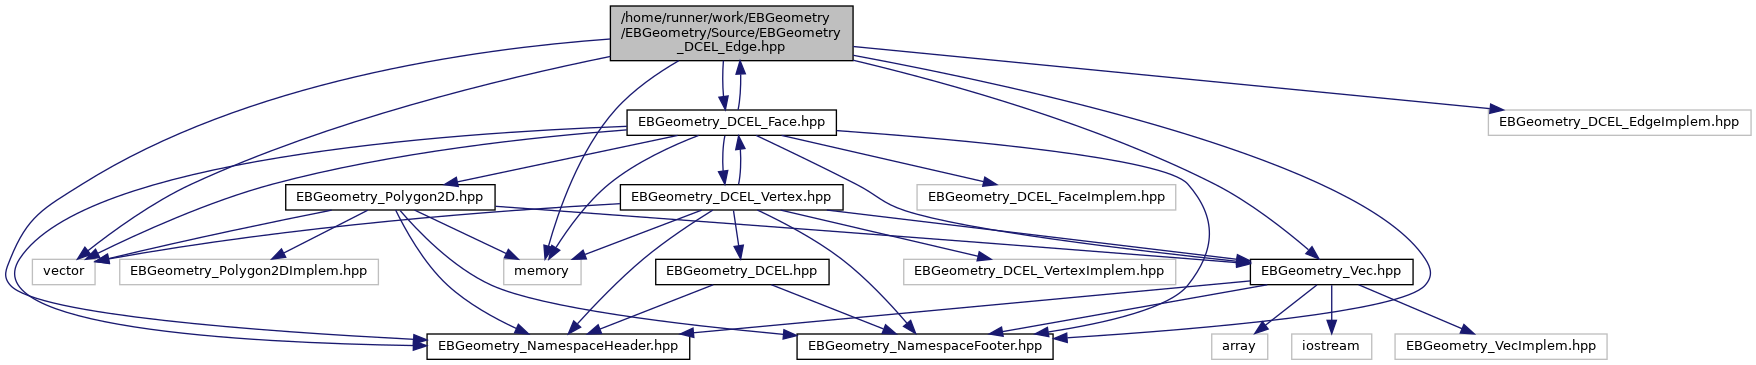 /home/runner/work/EBGeometry
/EBGeometry/Source/EBGeometry
_DCEL_Edge.hpp
EBGeometry_DCEL_Face.hpp
EBGeometry_DCEL_EdgeImplem.hpp
EBGeometry_Polygon2D.hpp
EBGeometry_DCEL_Vertex.hpp
EBGeometry_DCEL_FaceImplem.hpp
vector
EBGeometry_Polygon2DImplem.hpp
memory
EBGeometry_DCEL.hpp
EBGeometry_DCEL_VertexImplem.hpp
EBGeometry_Vec.hpp
EBGeometry_NamespaceHeader.hpp
EBGeometry_NamespaceFooter.hpp
array
iostream
EBGeometry_VecImplem.hpp